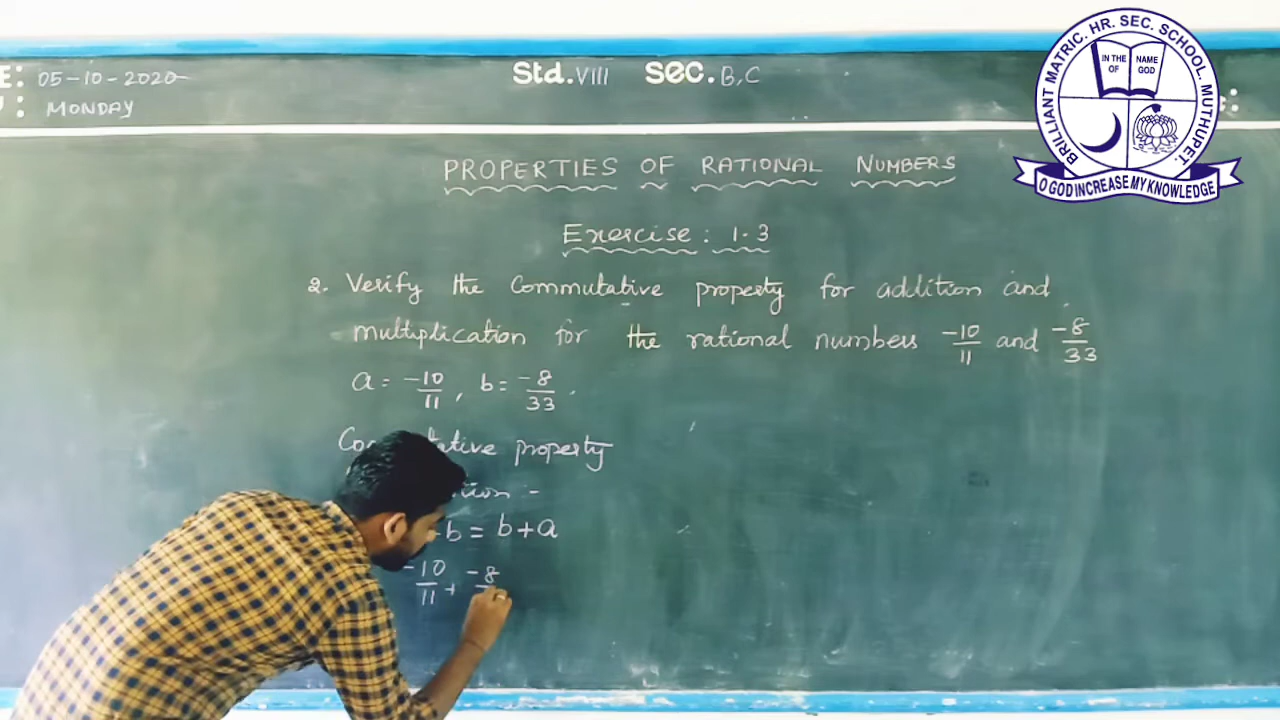 E: 05-10-2020
Std. VIII Sec. B, C
: MONDAY
PROPERTIES OF RATIONAL NUMBERS
Exercise : 1.3
2. Verify the Commutative property for addition and
multiplication for the rational numbers -10/11 and -8/33
a = -10/11, b = -8/33.
property
b = b + a
-10/11 + -8
BRILLIANT MATRIC. HR. SEC. SCHOOL. MUTHUPET.
IN THE NAME
OF GOD
O GOD INCREASE MY KNOWLEDGE